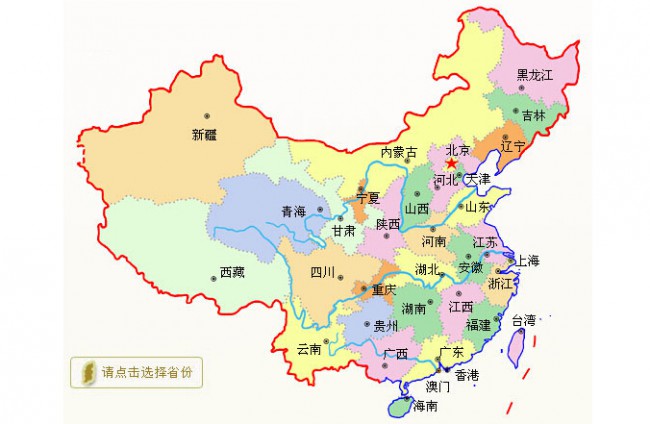 黑龙江
吉林
新疆
辽宁
北京
内蒙古
河北
天津
宁夏
山西
山东
青海
甘肃
陕西
河南
江苏
西藏
四川
湖北
安徽
上海
重庆
浙江
湖南
江西
贵州
福建
台湾
云南
广西
广东
请点击选择省份
香港
澳门
海南